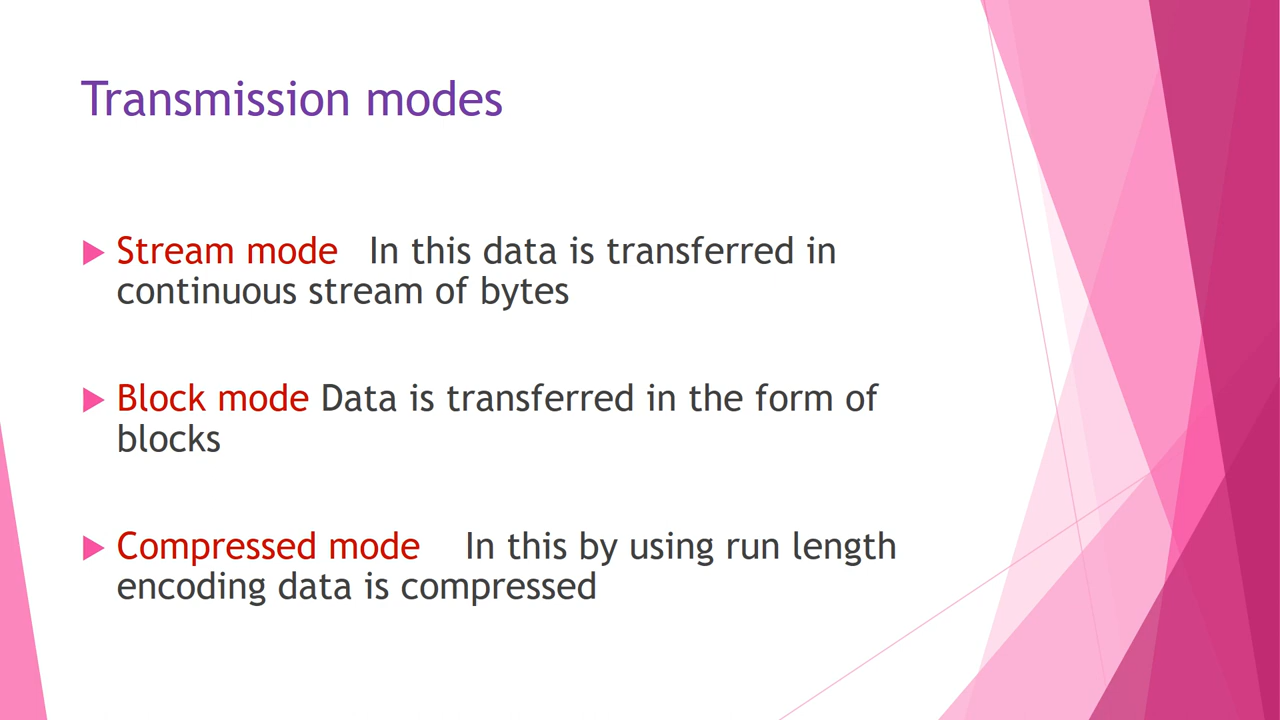 Transmission modes
Stream mode   In this data is transferred in
continuous stream of bytes
Block mode Data is transferred in the form of
blocks
Compressed mode    In this by using run length
encoding data is compressed